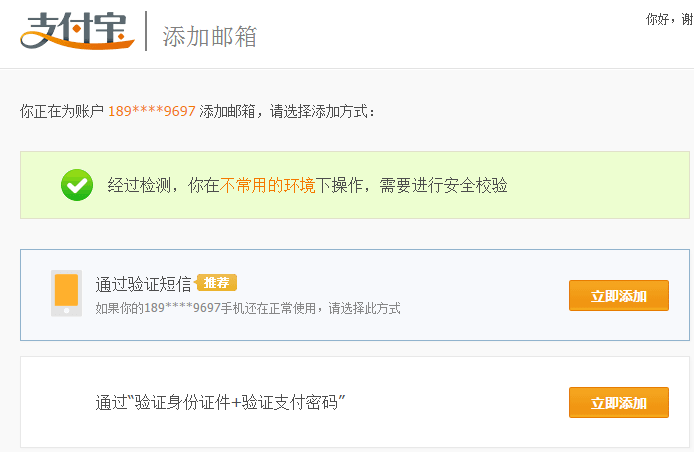 支付宝
添加邮箱
你好，谢
你正在为账户 189****9697 添加邮箱，请选择添加方式：
经过检测，你在不常用的环境下操作，需要进行安全校验
通过验证短信 推荐
如果你的189****9697手机还在正常使用，请选择此方式
立即添加
通过“验证身份证件+验证支付密码”
立即添加